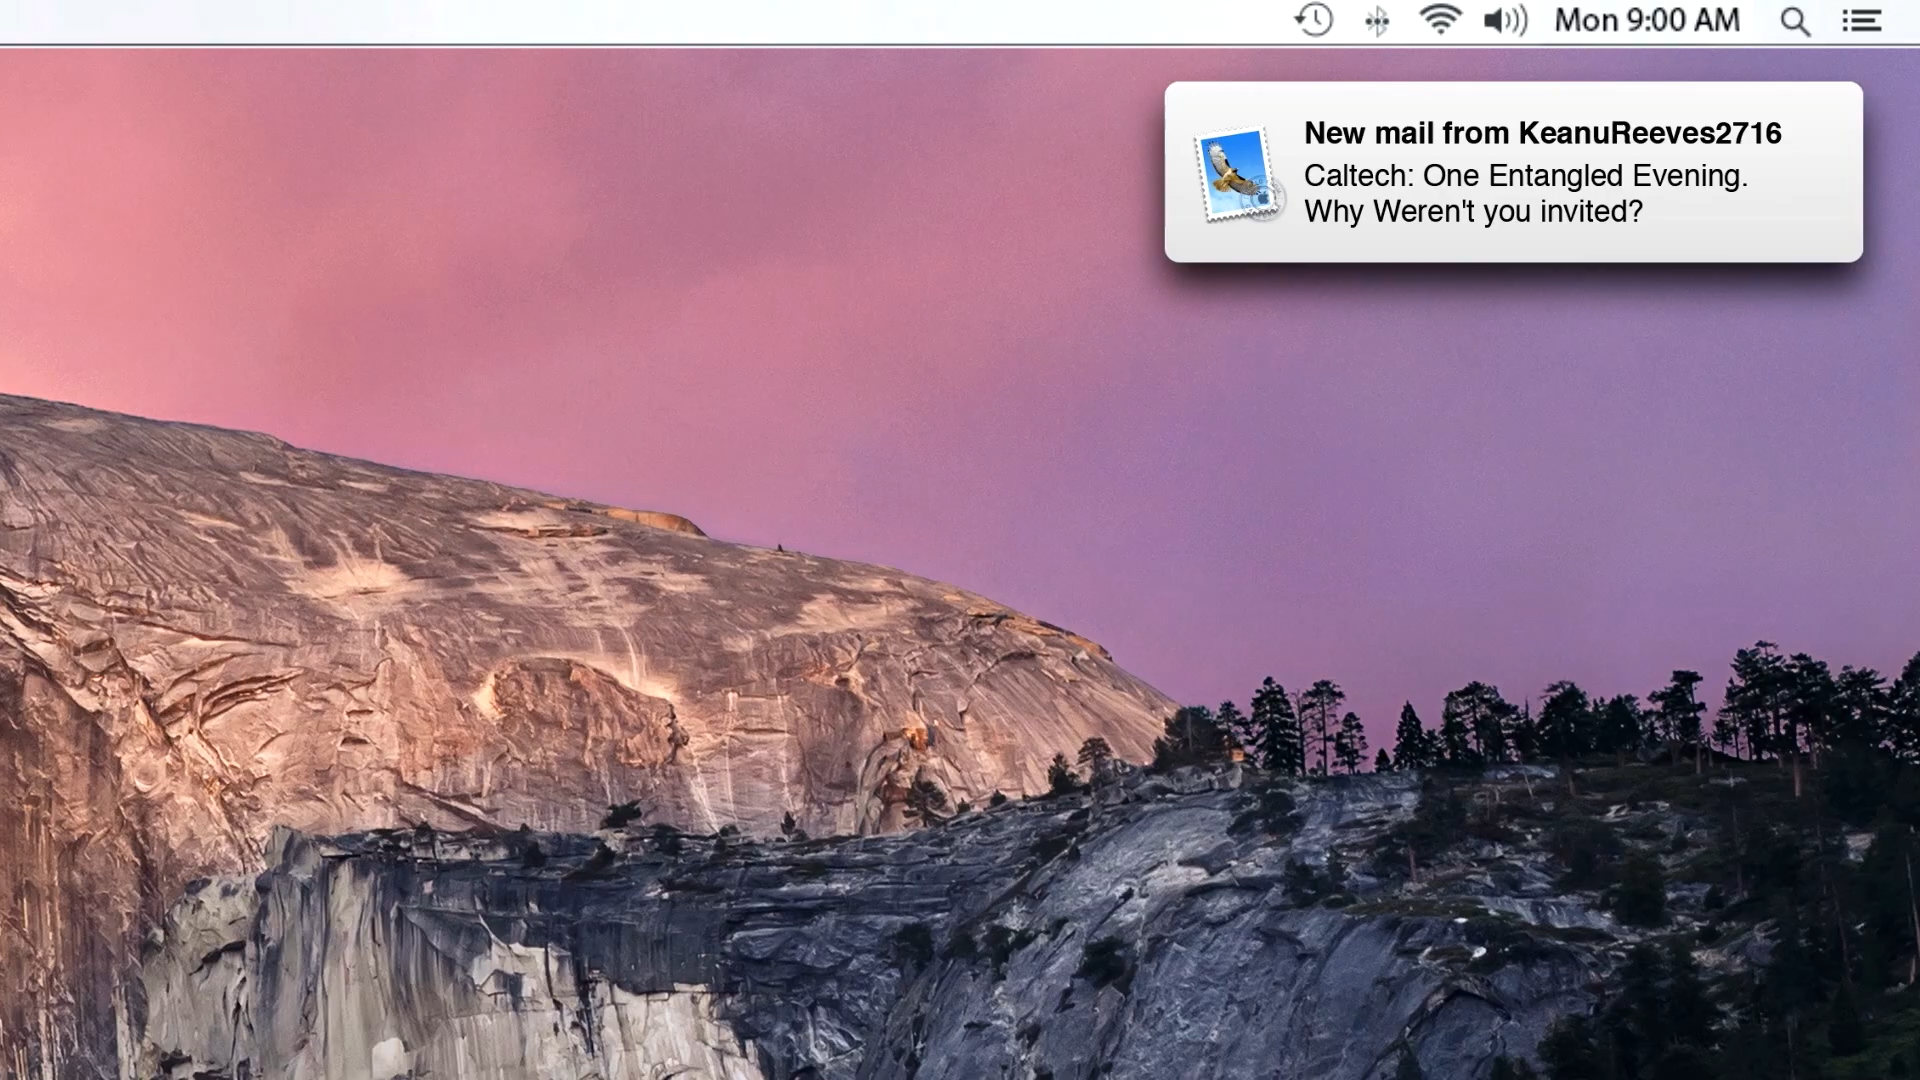 Mon 9:00 AM
New mail from KeanuReeves2716
Caltech: One Entangled Evening.
Why Weren't you invited?